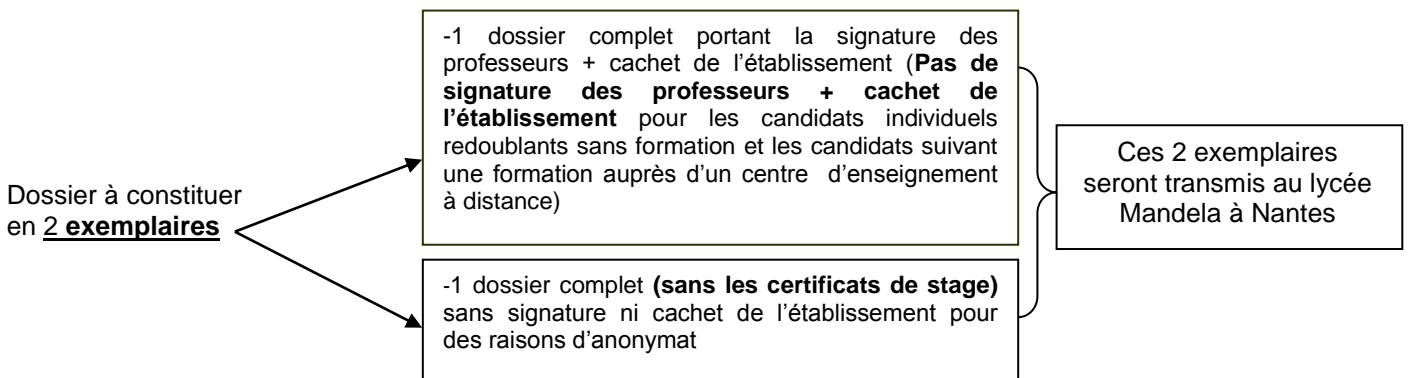 Dossier à constituer
en 2 exemplaires
-1 dossier complet portant la signature des
professeurs + cachet de l’établissement (Pas de
signature des professeurs + cachet de
l’établissement pour les candidats individuels
redoublants sans formation et les candidats suivant
une formation auprès d’un centre d’enseignement
à distance)
-1 dossier complet (sans les certificats de stage)
sans signature ni cachet de l’établissement pour
des raisons d’anonymat
Ces 2 exemplaires
seront transmis au lycée
Mandela à Nantes